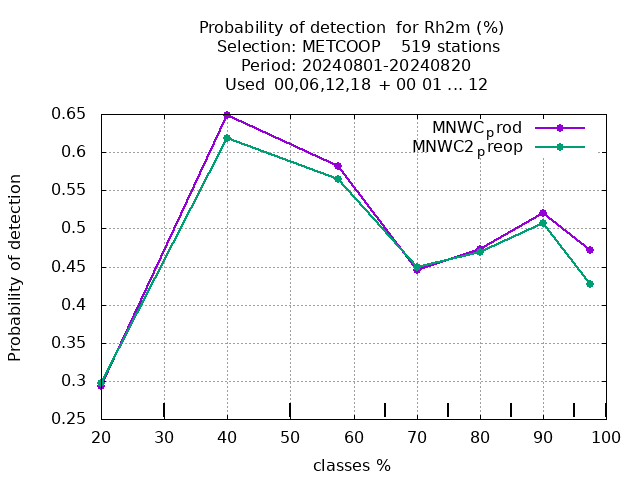 Probability of detection for Rh2m (%)
Selection: METCOOP 519 stations
Period: 20240801-20240820
Used 00,06,12,18 + 00 01 ... 12
MNWCprod
MNWC2preop
0.65
0.6
0.55
0.5
0.45
0.4
0.35
0.3
0.25
Probability of detection
20 30 40 50 60 70 80 90 100
classes %